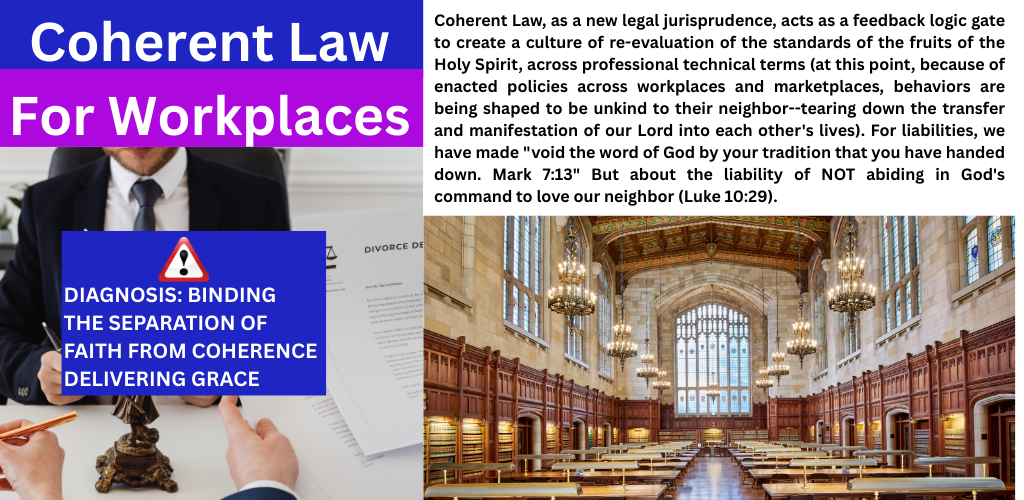 Coherent Law
For Workplaces
DIAGNOSIS: BINDING
THE SEPARATION OF
FAITH FROM COHERENCE
DELIVERING GRACE
DIVORCE DE
Coherent Law, as a new legal jurisprudence, acts as a feedback logic gate
to create a culture of re-evaluation of the standards of the fruits of the
Holy Spirit, across professional technical terms (at this point, because of
enacted policies across workplaces and marketplaces, behaviors are
being shaped to be unkind to their neighbor--tearing down the transfer
and manifestation of our Lord into each other's lives). For liabilities, we
have made "void the word of God by your tradition that you have handed
down. Mark 7:13" But about the liability of NOT abiding in God's
command to love our neighbor (Luke 10:29).